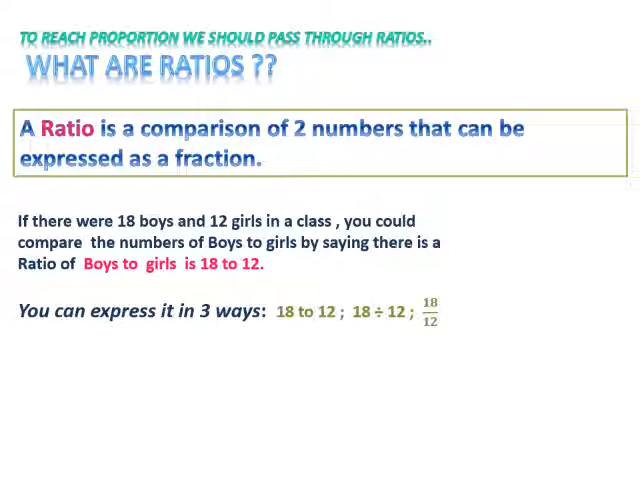 TO REACH PROPORTION WE SHOULD PASS THROUGH RATIOS..
WHAT ARE RATIOS ??
A Ratio is a comparison of 2 numbers that can be
expressed as a fraction.
If there were 18 boys and 12 girls in a class , you could
compare the numbers of Boys to girls by saying there is a
Ratio of Boys to girls is 18 to 12.
You can express it in 3 ways: 18 to 12 ; 18 ÷ 12 ; 18/12